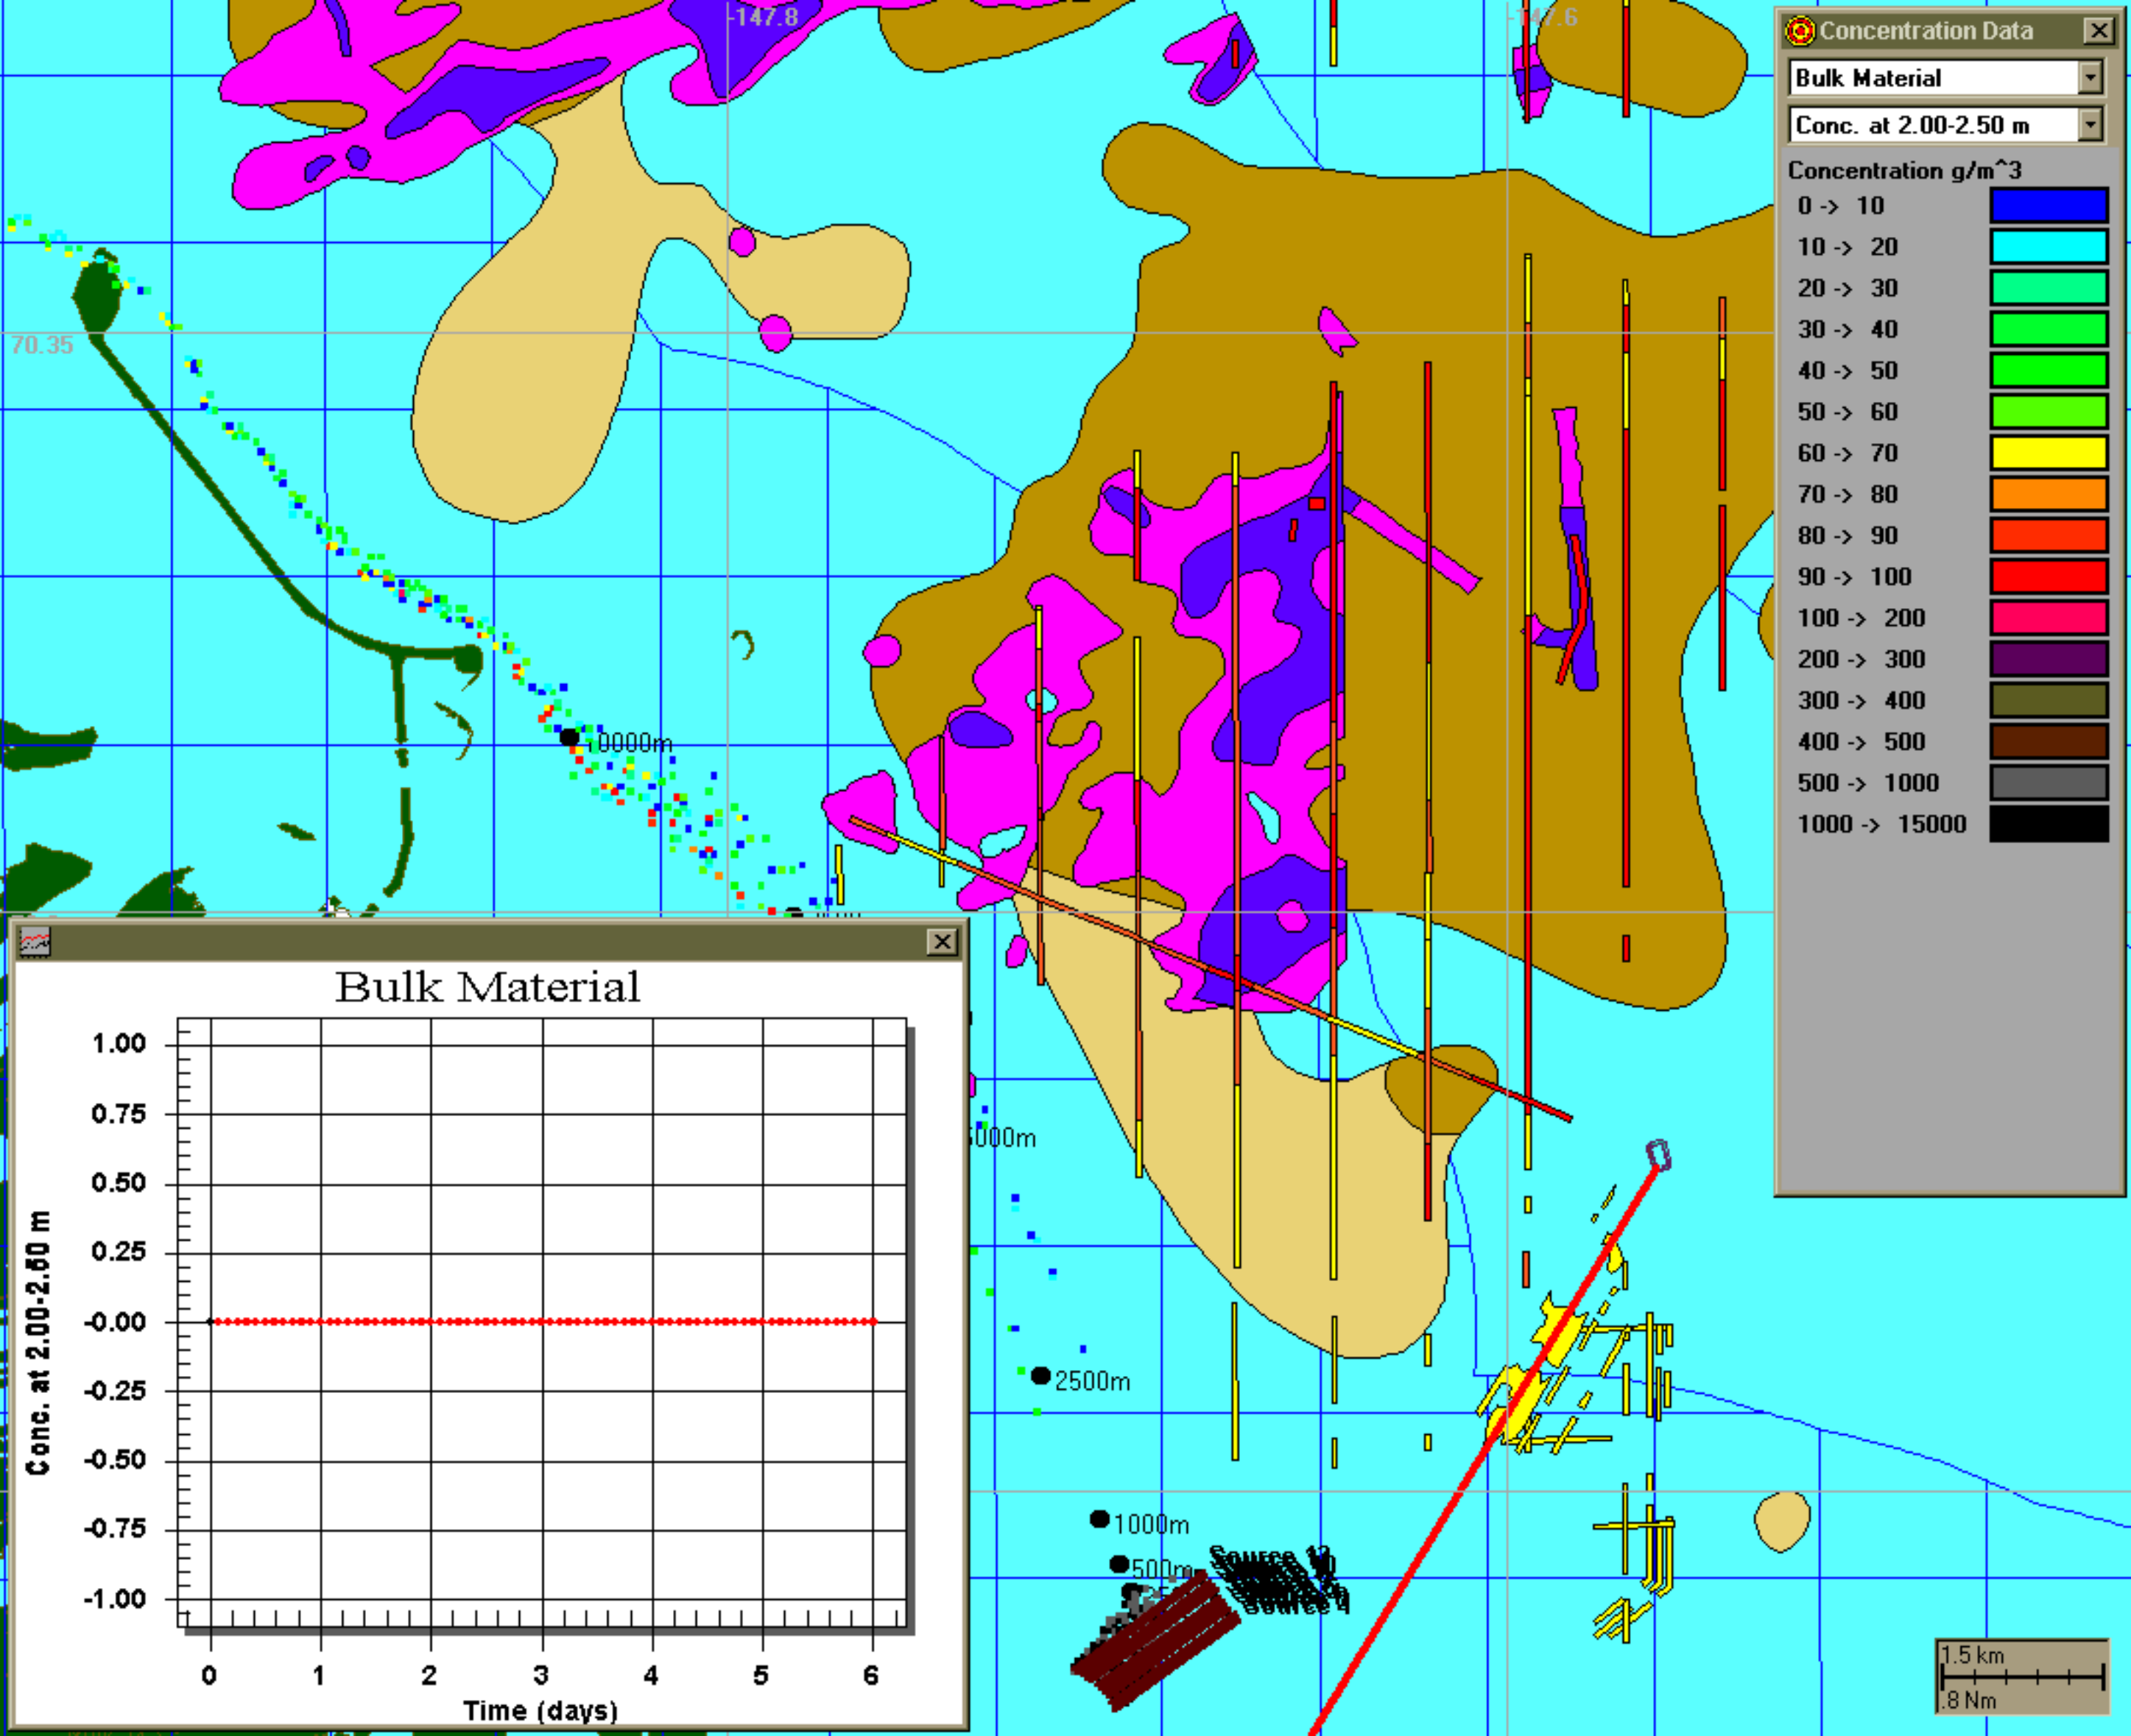 -147.8
-147.6
70.35
Concentration Data
Bulk Material
Conc. at 2.00-2.50 m
Concentration g/m^3
0 -> 10
10 -> 20
20 -> 30
30 -> 40
40 -> 50
50 -> 60
60 -> 70
70 -> 80
80 -> 90
90 -> 100
100 -> 200
200 -> 300
300 -> 400
400 -> 500
500 -> 1000
1000 -> 15000
0000m
000m
2500m
1000m
500m
Source 4
Bulk Material
Conc. at 2.00-2.50 m
1.00
0.75
0.50
0.25
-0.00
-0.25
-0.50
-0.75
-1.00
0 1 2 3 4 5 6
Time (days)
1.5 km
.8 Nm